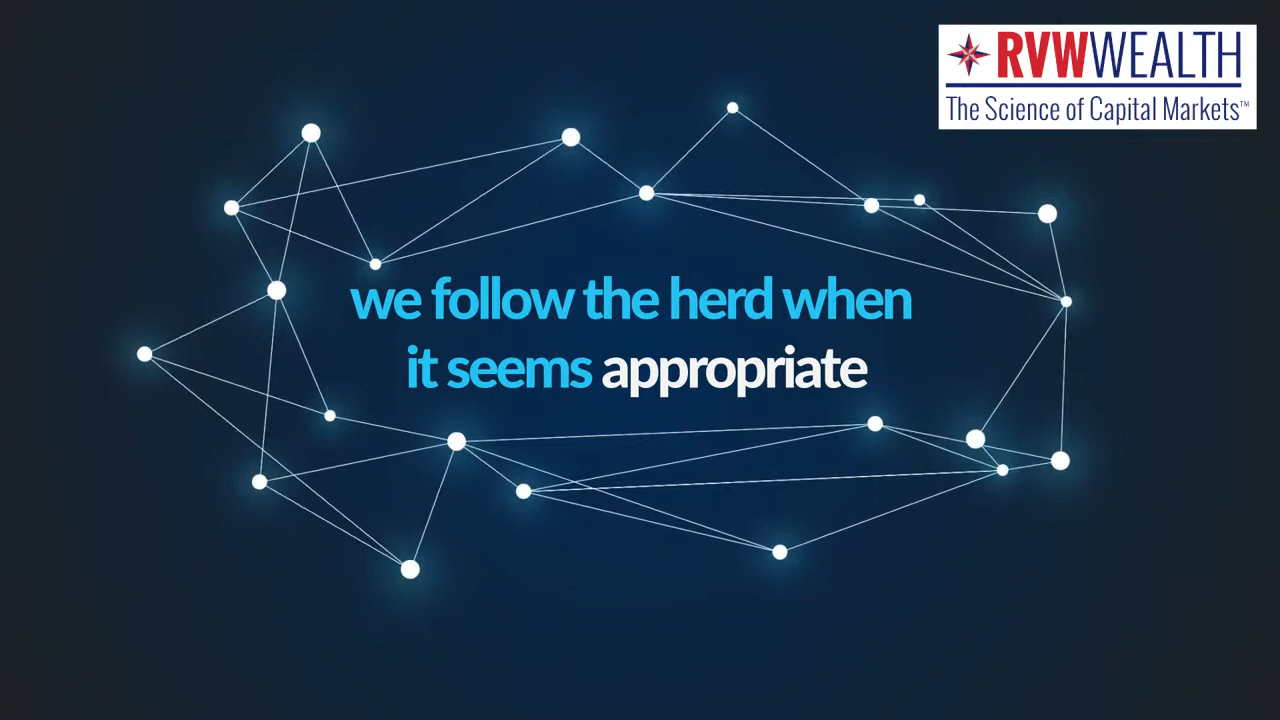 RVWWEALTH
The Science of Capital Markets™
we follow the herd when
it seems appropriate